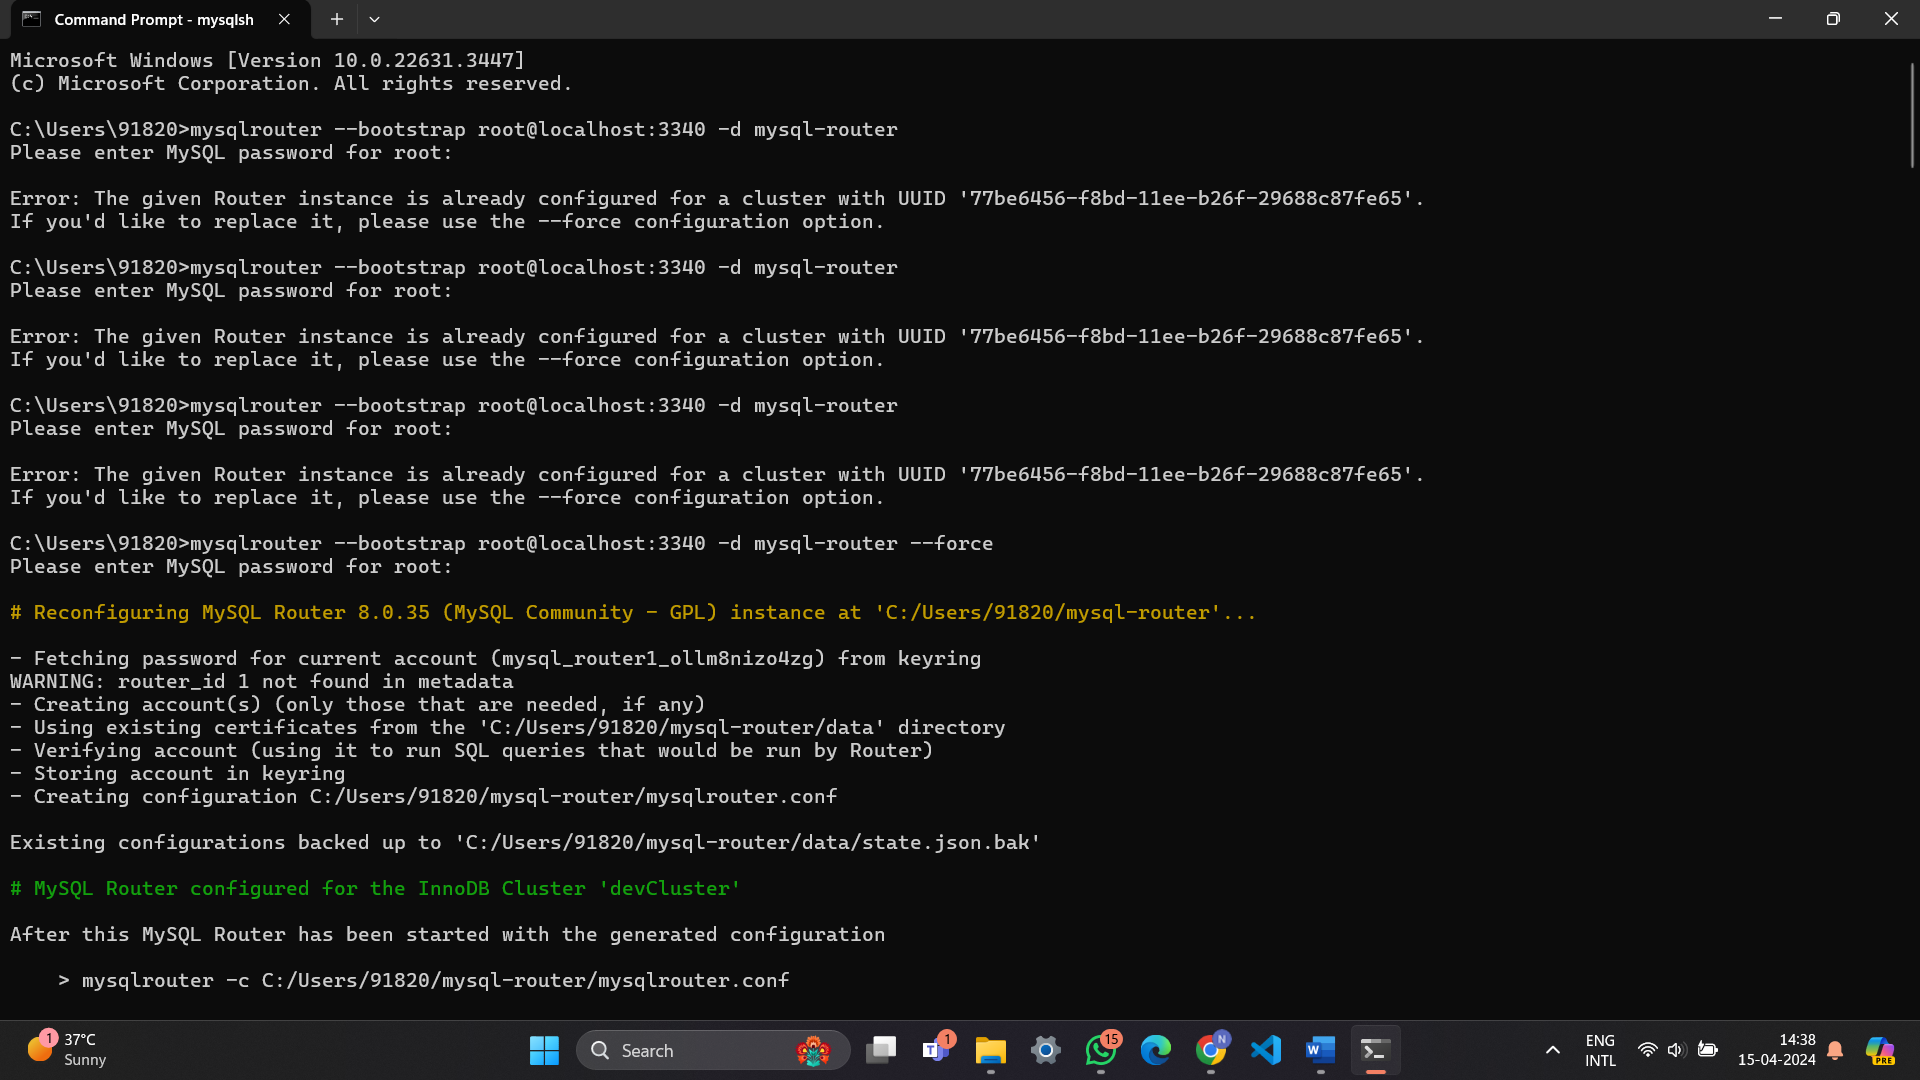 Command Prompt - mysqlsh
Microsoft Windows [Version 10.0.22631.3447]
(c) Microsoft Corporation. All rights reserved.
C:\Users\91820>mysqlrouter --bootstrap root@localhost:3340 -d mysql-router
Please enter MySQL password for root:
Error: The given Router instance is already configured for a cluster with UUID '77be6456-f8bd-11ee-b26f-29688c87fe65'.
If you'd like to replace it, please use the --force configuration option.
C:\Users\91820>mysqlrouter --bootstrap root@localhost:3340 -d mysql-router
Please enter MySQL password for root:
Error: The given Router instance is already configured for a cluster with UUID '77be6456-f8bd-11ee-b26f-29688c87fe65'.
If you'd like to replace it, please use the --force configuration option.
C:\Users\91820>mysqlrouter --bootstrap root@localhost:3340 -d mysql-router
Please enter MySQL password for root:
Error: The given Router instance is already configured for a cluster with UUID '77be6456-f8bd-11ee-b26f-29688c87fe65'.
If you'd like to replace it, please use the --force configuration option.
C:\Users\91820>mysqlrouter --bootstrap root@localhost:3340 -d mysql-router --force
Please enter MySQL password for root:
# Reconfiguring MySQL Router 8.0.35 (MySQL Community - GPL) instance at 'C:/Users/91820/mysql-router'...
- Fetching password for current account (mysql_router1_ollm8nizo4zg) from keyring
WARNING: router_id 1 not found in metadata
- Creating account(s) (only those that are needed, if any)
- Using existing certificates from the 'C:/Users/91820/mysql-router/data' directory
- Verifying account (using it to run SQL queries that would be run by Router)
- Storing account in keyring
- Creating configuration C:/Users/91820/mysql-router/mysqlrouter.conf
Existing configurations backed up to 'C:/Users/91820/mysql-router/data/state.json.bak'
# MySQL Router configured for the InnoDB Cluster 'devCluster'
After this MySQL Router has been started with the generated configuration
> mysqlrouter -c C:/Users/91820/mysql-router/mysqlrouter.conf
1
37°C
Sunny
Search
T
1
15
N
W
ENG
INTL
14:38
15-04-2024
PRE